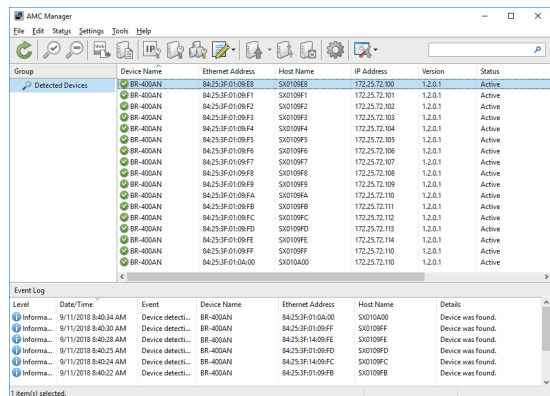 AMC Manager
File Edit Status Settings Tools Help
IP
Group Device Name Ethernet Address Host Name IP Address Version Status
Detected Devices BR-400AN 84:25:3F:01:09:E8 SX0109E8 172.25.72.100 1.2.0.1 Active
BR-400AN 84:25:3F:01:09:F1 SX0109F1 172.25.72.101 1.2.0.1 Active
BR-400AN 84:25:3F:01:09:F2 SX0109F2 172.25.72.102 1.2.0.1 Active
BR-400AN 84:25:3F:01:09:F3 SX0109F3 172.25.72.103 1.2.0.1 Active
BR-400AN 84:25:3F:01:09:F4 SX0109F4 172.25.72.104 1.2.0.1 Active
BR-400AN 84:25:3F:01:09:F5 SX0109F5 172.25.72.105 1.2.0.1 Active
BR-400AN 84:25:3F:01:09:F6 SX0109F6 172.25.72.106 1.2.0.1 Active
BR-400AN 84:25:3F:01:09:F7 SX0109F7 172.25.72.107 1.2.0.1 Active
BR-400AN 84:25:3F:01:09:F8 SX0109F8 172.25.72.108 1.2.0.1 Active
BR-400AN 84:25:3F:01:09:F9 SX0109F9 172.25.72.109 1.2.0.1 Active
BR-400AN 84:25:3F:01:09:FA SX0109FA 172.25.72.110 1.2.0.1 Active
BR-400AN 84:25:3F:01:09:FB SX0109FB 172.25.72.111 1.2.0.1 Active
BR-400AN 84:25:3F:01:09:FC SX0109FC 172.25.72.112 1.2.0.1 Active
BR-400AN 84:25:3F:01:09:FD SX0109FD 172.25.72.113 1.2.0.1 Active
BR-400AN 84:25:3F:01:09:FE SX0109FE 172.25.72.114 1.2.0.1 Active
BR-400AN 84:25:3F:01:09:FF SX0109FF 172.25.72.110 1.2.0.1 Active
BR-400AN 84:25:3F:01:0A:00 SX010A00 172.25.72.110 1.2.0.1 Active
Event Log
Level Date/Time Event Device Name Ethernet Address Host Name Details
Informa... 9/11/2018 8:40:34 AM Device detecti... BR-400AN 84:25:3F:01:0A:00 SX010A00 Device was found.
Informa... 9/11/2018 8:40:30 AM Device detecti... BR-400AN 84:25:3F:01:09:FF SX0109FF Device was found.
Informa... 9/11/2018 8:40:28 AM Device detecti... BR-400AN 84:25:3F:14:09:FE SX0109FE Device was found.
Informa... 9/11/2018 8:40:25 AM Device detecti... BR-400AN 84:25:3F:01:09:FD SX0109FD Device was found.
Informa... 9/11/2018 8:40:24 AM Device detecti... BR-400AN 84:25:3F:14:09:FC SX0109FC Device was found.
Informa... 9/11/2018 8:40:22 AM Device detecti... BR-400AN 84:25:3F:01:09:FB SX0109FB Device was found.
1 item(s) selected.